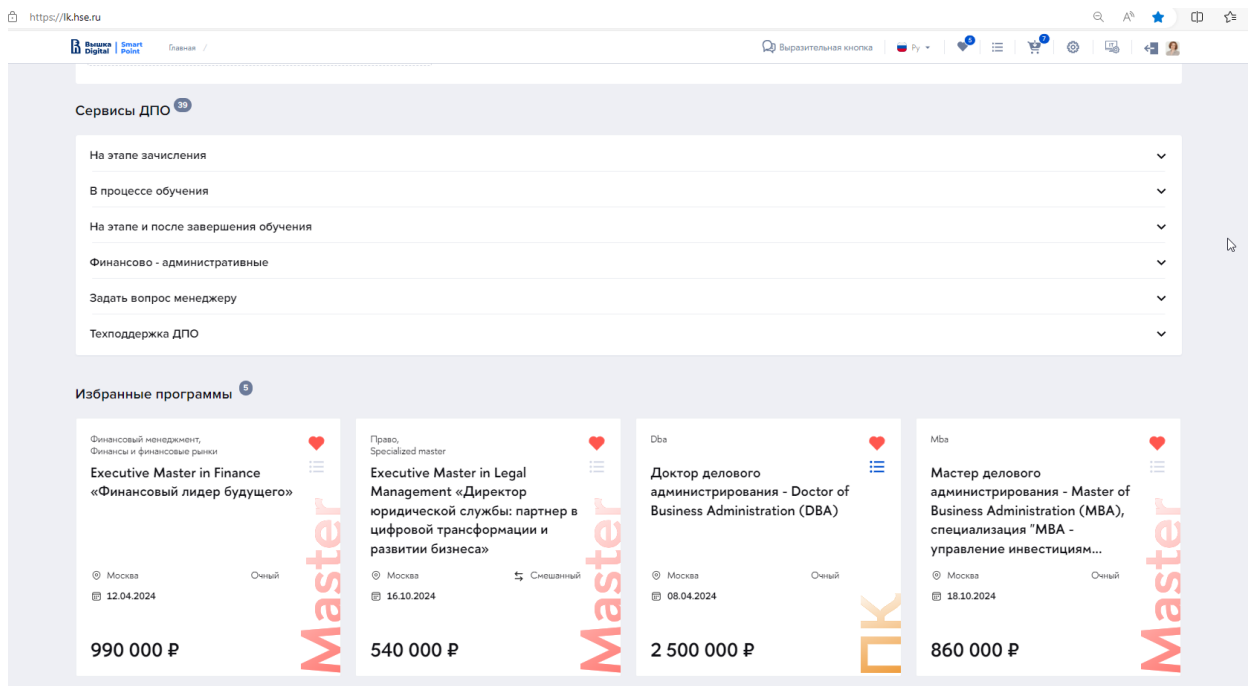 https://lk.hse.ru
Вышка Digital | Smart Point
Главная /
Выразительная кнопка
Ру
5
7
Сервисы ДПО 39
На этапе зачисления
В процессе обучения
На этапе и после завершения обучения
Финансово - административные
Задать вопрос менеджеру
Техподдержка ДПО
Избранные программы 5
Финансовый менеджмент,
Финансы и финансовые рынки
Executive Master in Finance
«Финансовый лидер будущего»
Москва
Очный
12.04.2024
990 000 ₽
Master
Право,
Specialized master
Executive Master in Legal
Management «Директор
юридической службы: партнер в
цифровой трансформации и
развитии бизнеса»
Москва
Смешанный
16.10.2024
540 000 ₽
Master
Dba
Доктор делового
администрирования - Doctor of
Business Administration (DBA)
Москва
Очный
08.04.2024
2 500 000 ₽
ПК
Mba
Мастер делового
администрирования - Master of
Business Administration (MBA),
специализация "MBA -
управление инвестициям...
Москва
Очный
18.10.2024
860 000 ₽
Master